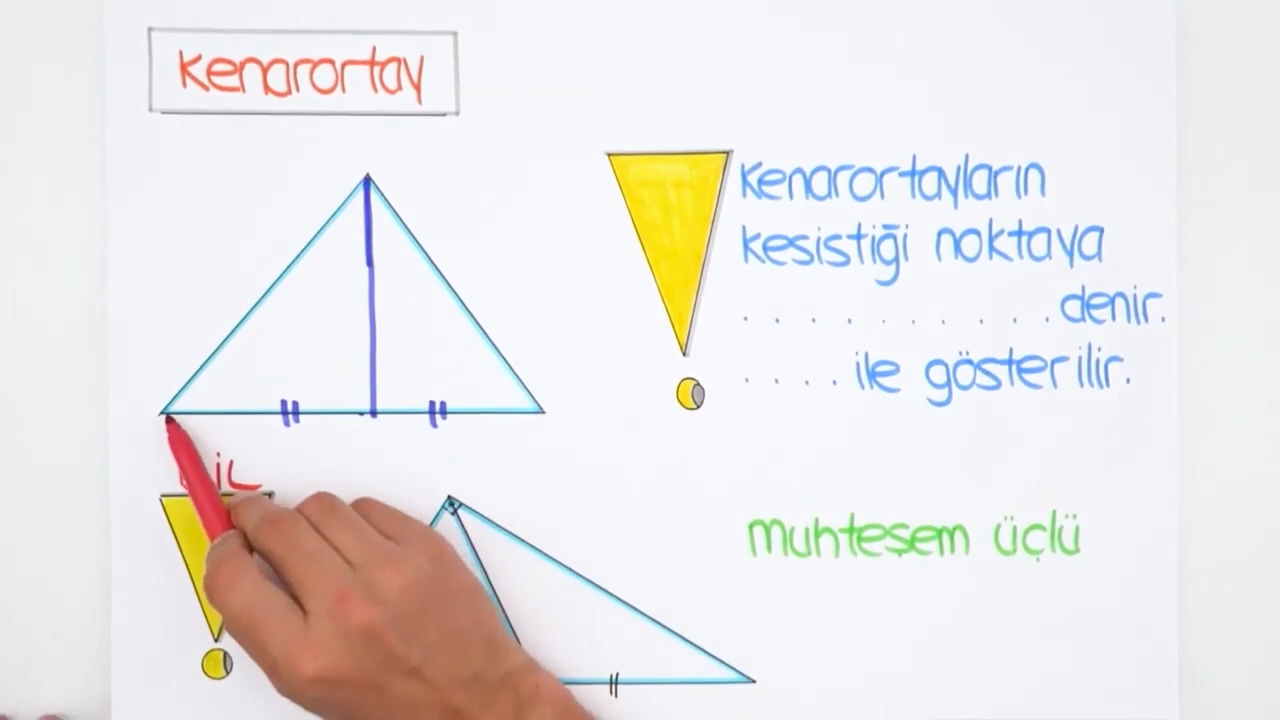 kenarortay
kenarortayların
kesistiği noktaya
. . . . . . . . . . denir.
. . . . ile gösterilir.
muhteşem üçlü